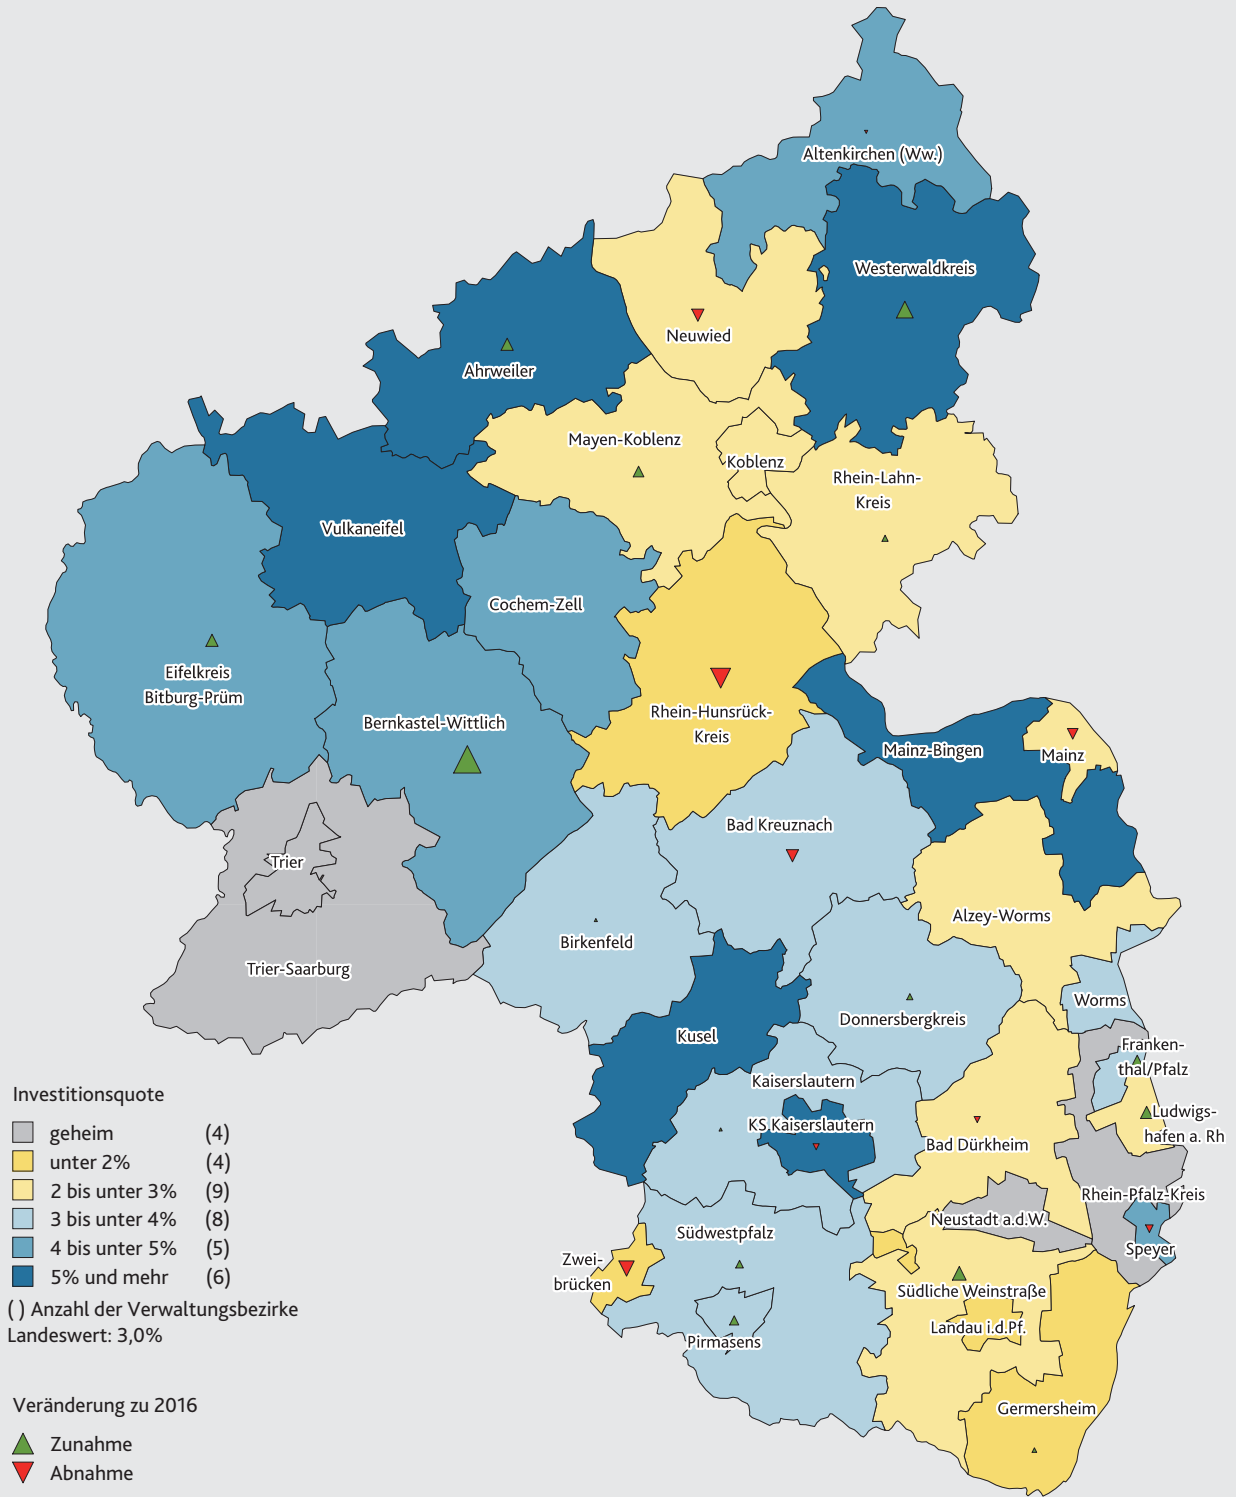 Altenkirchen (Ww.)
Westerwaldkreis
Neuwied
Ahrweiler
Mayen-Koblenz
Koblenz
Rhein-Lahn-
Kreis
Vulkaneifel
Cochem-Zell
Eifelkreis
Bitburg-Prüm
Bernkastel-Wittlich
Rhein-Hunsrück-
Kreis
Mainz-Bingen
Mainz
Bad Kreuznach
Trier
Alzey-Worms
Birkenfeld
Trier-Saarburg
Worms
Donnersbergkreis
Kusel
Franken-
thal/Pfalz
Kaiserslautern
Ludwigs-
hafen a. Rh
KS Kaiserslautern
Bad Dürkheim
Rhein-Pfalz-Kreis
Neustadt a.d.W.
Speyer
Südwestpfalz
Zwei-
brücken
Südliche Weinstraße
Landau i.d.Pf.
Pirmasens
Germersheim
Investitionsquote
geheim (4)
unter 2% (4)
2 bis unter 3% (9)
3 bis unter 4% (8)
4 bis unter 5% (5)
5% und mehr (6)
( ) Anzahl der Verwaltungsbezirke
Landeswert: 3,0%
Veränderung zu 2016
Zunahme
Abnahme